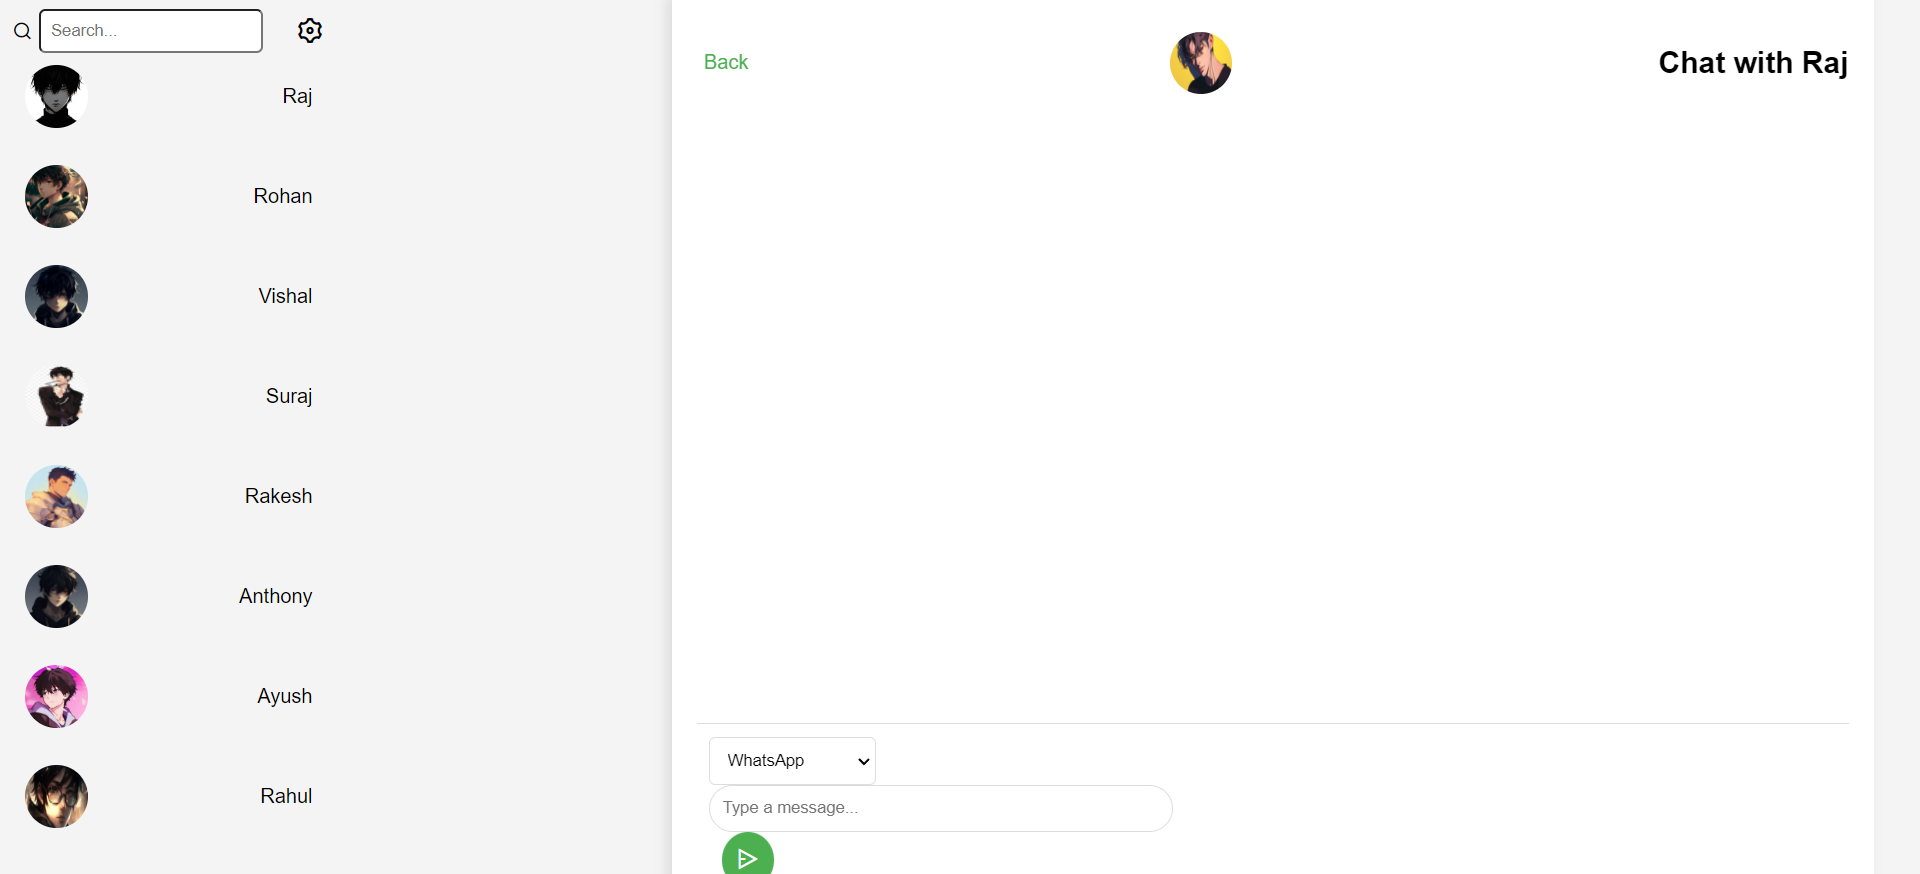 Search...
Raj
Rohan
Vishal
Suraj
Rakesh
Anthony
Ayush
Rahul
Back
Chat with Raj
WhatsApp
Type a message...